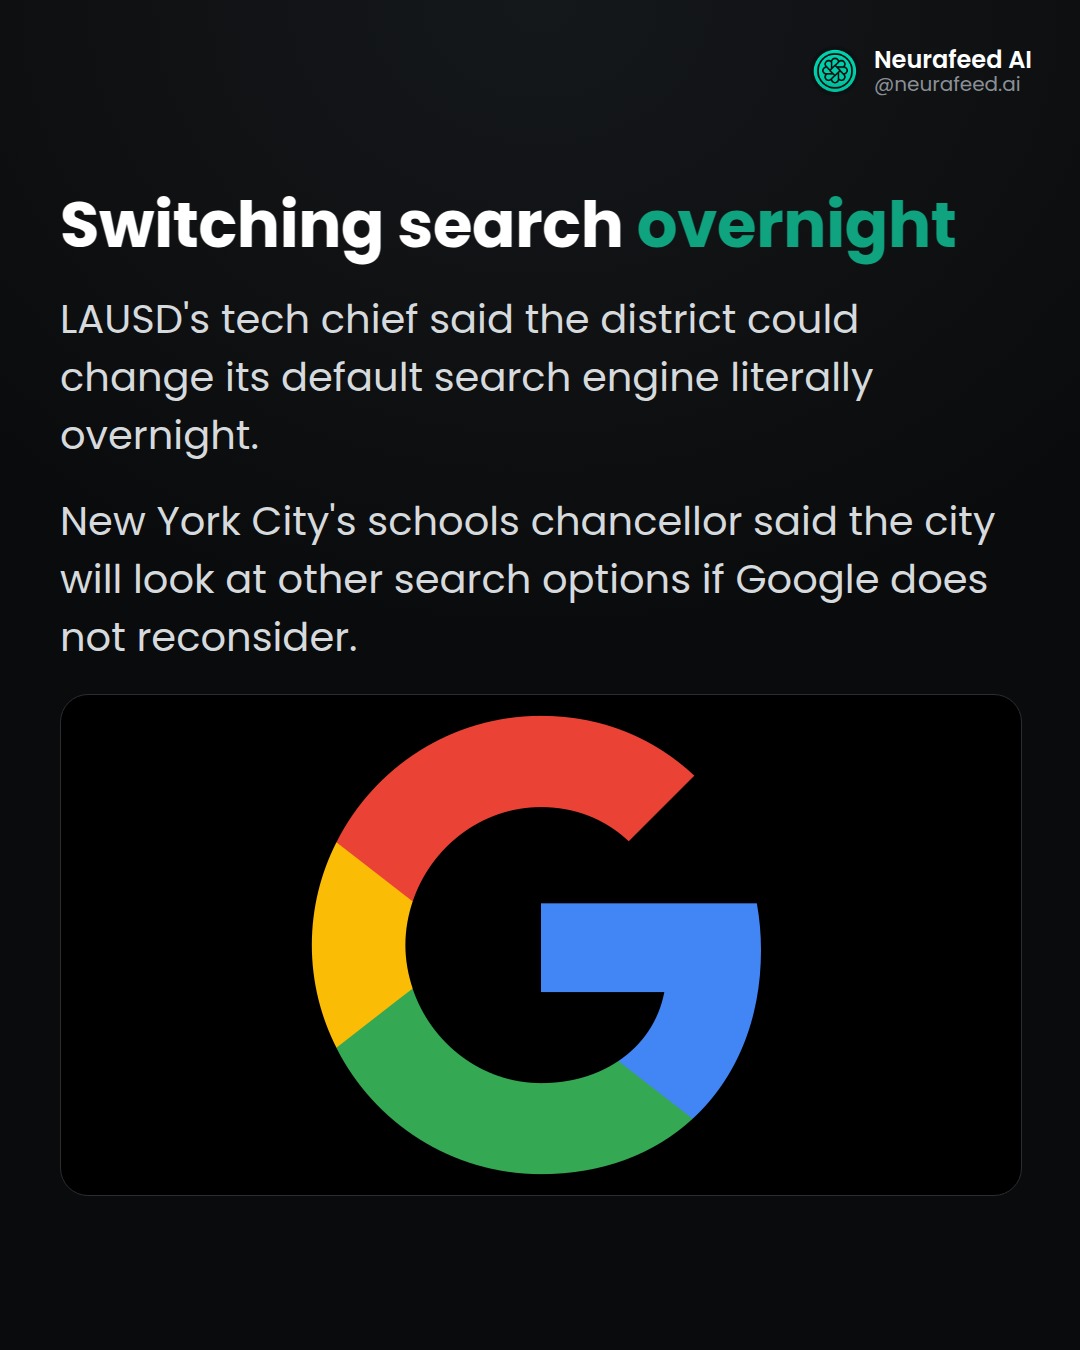 Neurafeed AI
@neurafeed.ai
Switching search overnight
LAUSD's tech chief said the district could
change its default search engine literally
overnight.
New York City's schools chancellor said the city
will look at other search options if Google does
not reconsider.